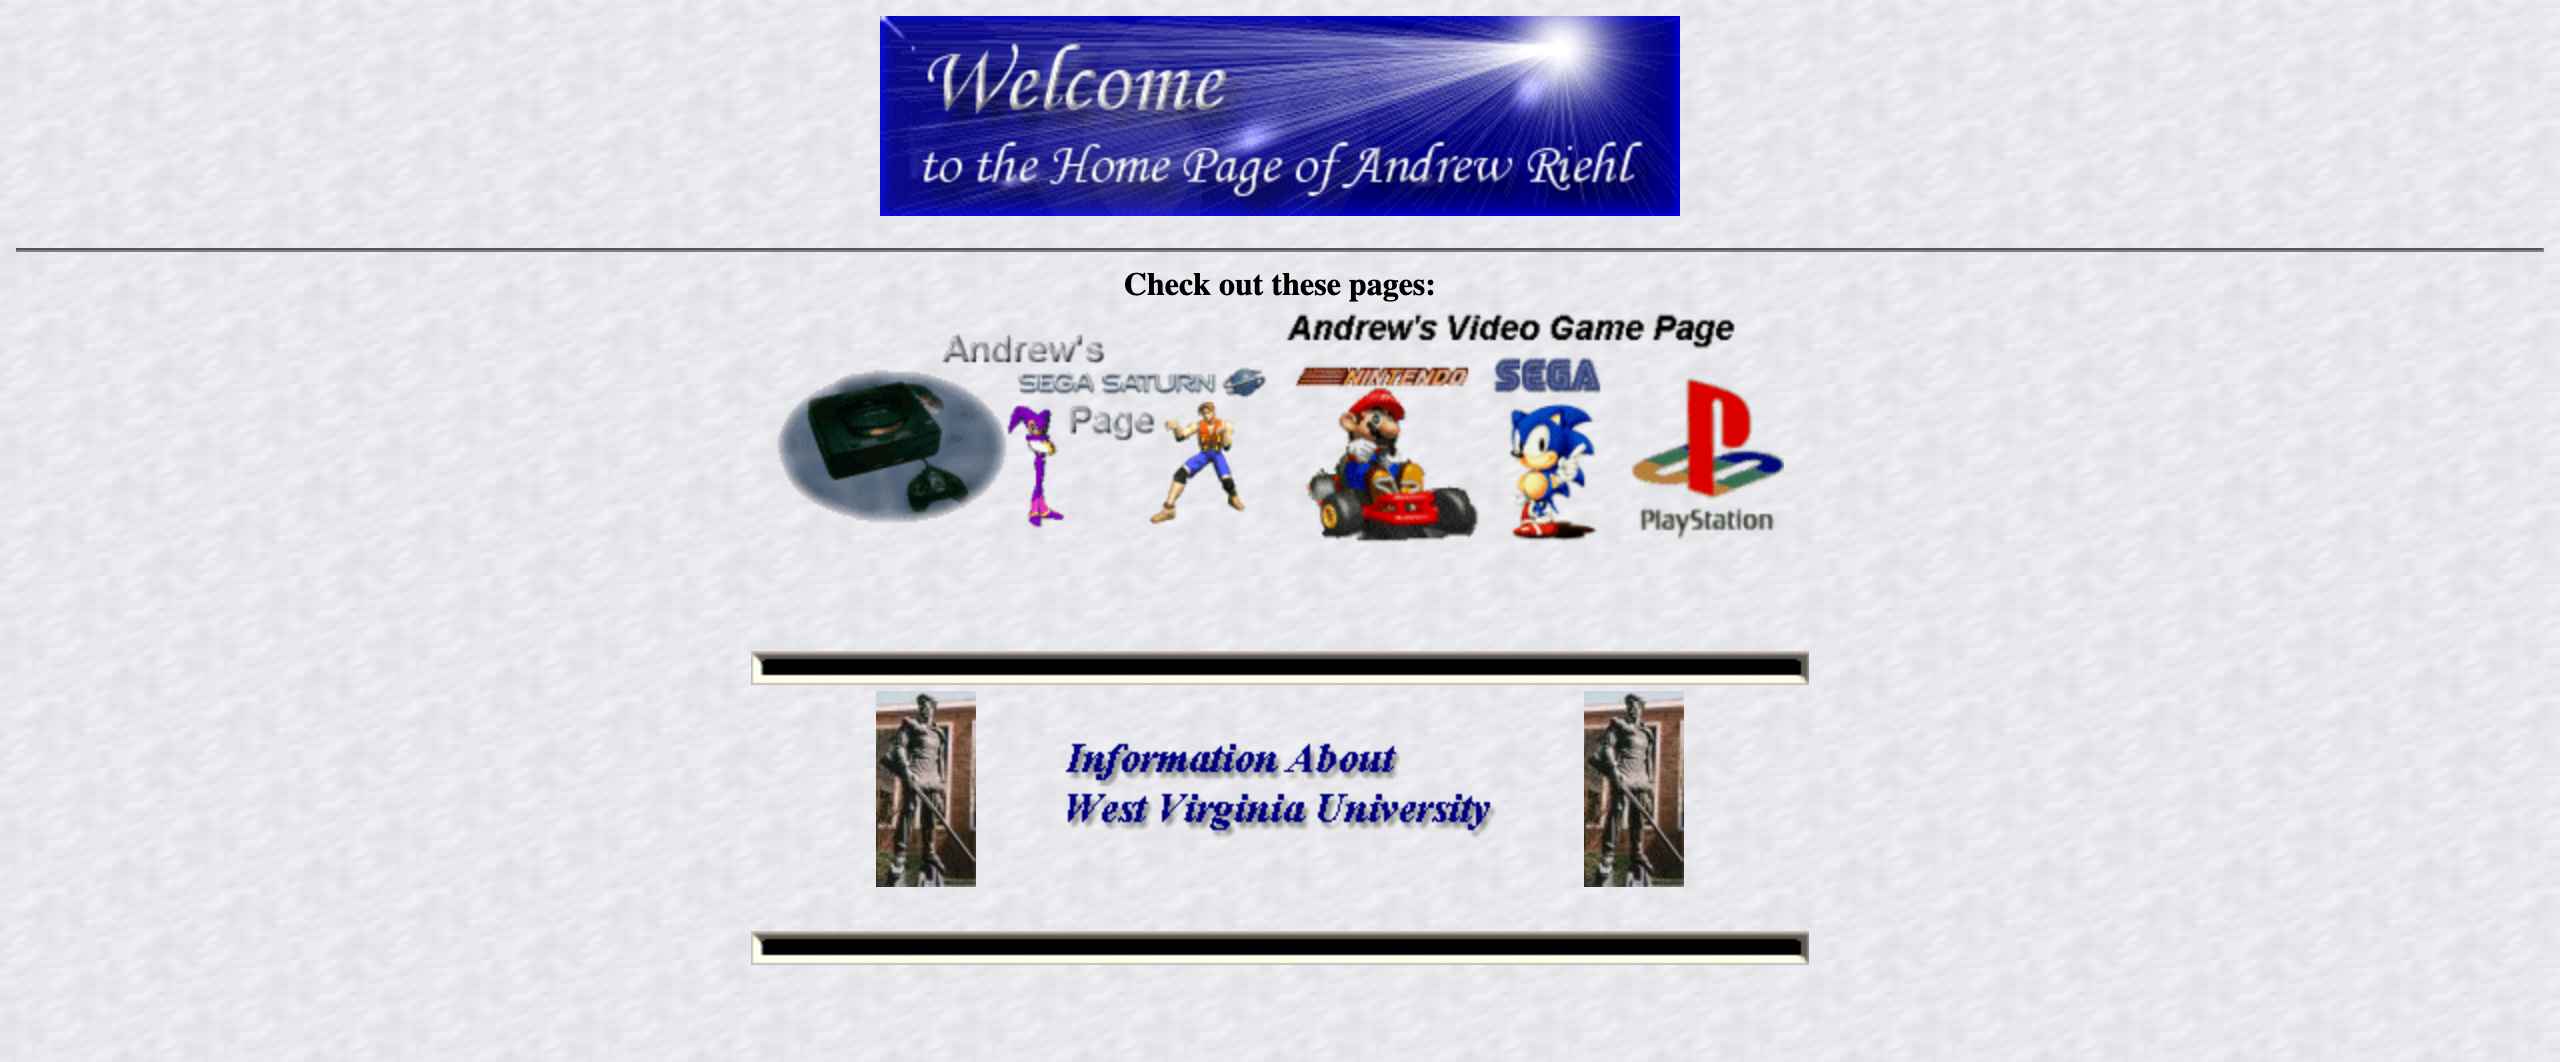 Welcome
to the Home Page of Andrew Riehl
Check out these pages:
Andrew's
SEGA SATURN
Page
Andrew's Video Game Page
NINTENDO
SEGA
PlayStation
Information About
West Virginia University